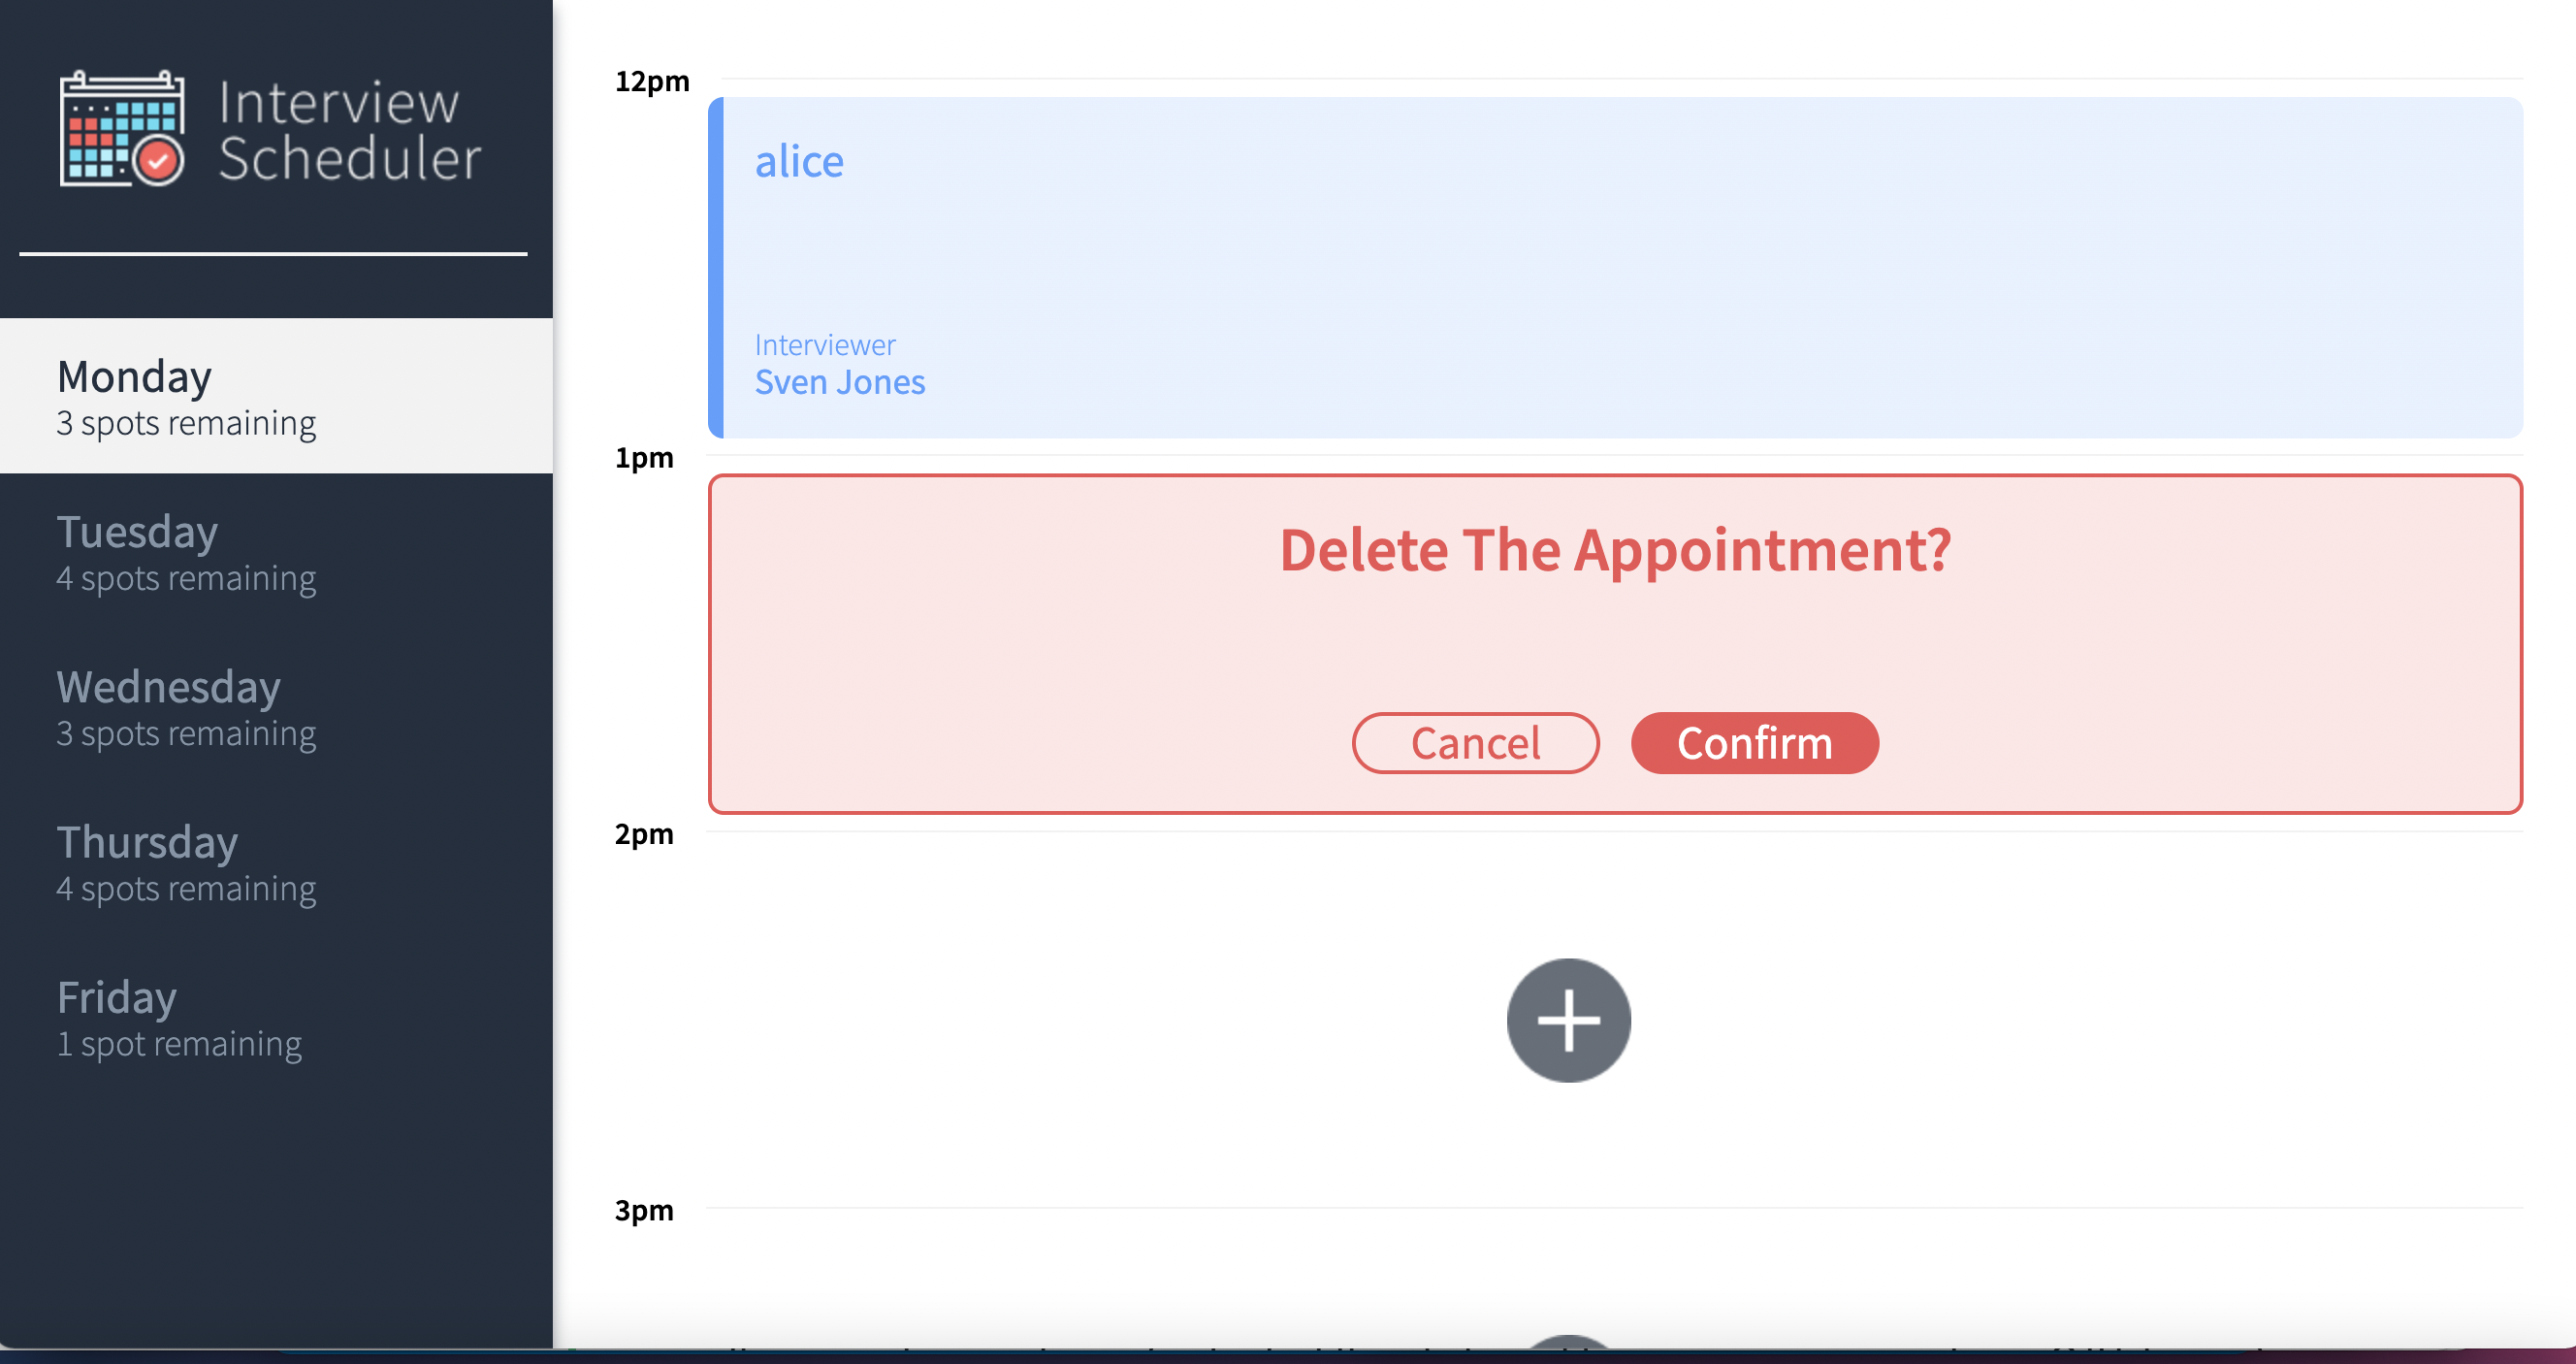 Interview
Scheduler
Monday
3 spots remaining
Tuesday
4 spots remaining
Wednesday
3 spots remaining
Thursday
4 spots remaining
Friday
1 spot remaining
12pm
alice
Interviewer
Sven Jones
1pm
Delete The Appointment?
Cancel Confirm
2pm
3pm